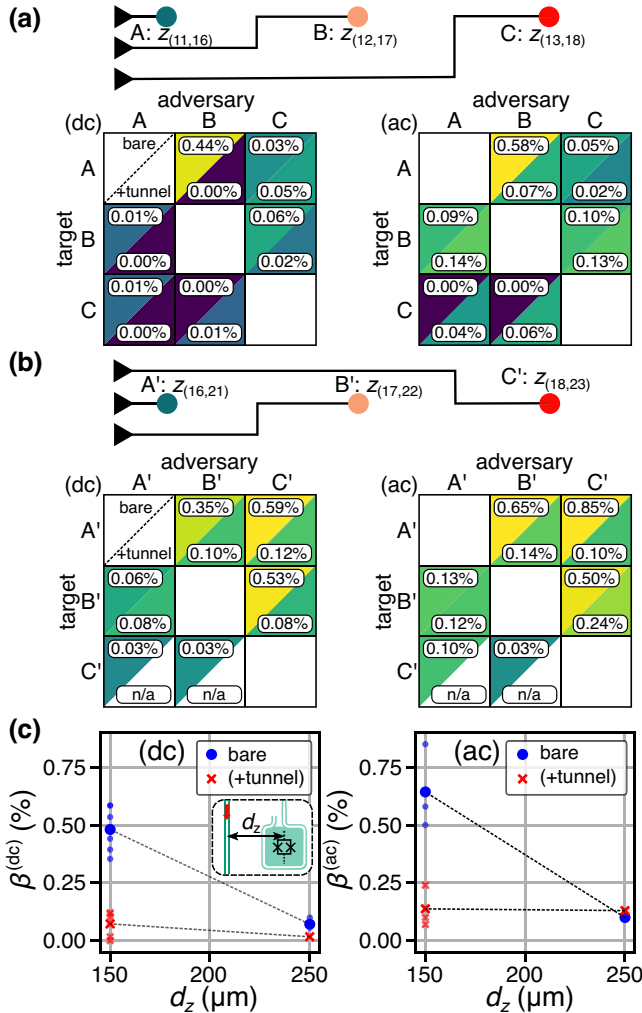 (a)
A: z(11,16)
B: z(12,17)
C: z(13,18)
adversary
(dc) A B C
target
A
bare
+tunnel
0.44%
0.00%
0.03%
0.05%
B
0.01%
0.00%
0.06%
0.02%
C
0.01%
0.00%
0.00%
0.01%
adversary
(ac) A B C
target
A
0.58%
0.07%
0.05%
0.02%
B
0.09%
0.14%
0.10%
0.13%
C
0.00%
0.04%
0.00%
0.06%
(b)
A': z(16,21)
B': z(17,22)
C': z(18,23)
adversary
(dc) A' B' C'
target
A'
bare
+tunnel
0.35%
0.10%
0.59%
0.12%
B'
0.06%
0.08%
0.53%
0.08%
C'
0.03%
n/a
0.03%
n/a
adversary
(ac) A' B' C'
target
A'
0.65%
0.14%
0.85%
0.10%
B'
0.13%
0.12%
0.50%
0.24%
C'
0.10%
n/a
0.03%
n/a
(c)
(dc)
bare
(+tunnel)
dz
β(dc) (%)
0.75
0.50
0.25
0.00
150 200 250
dz (μm)
(ac)
bare
(+tunnel)
β(ac) (%)
0.75
0.50
0.25
0.00
150 200 250
dz (μm)